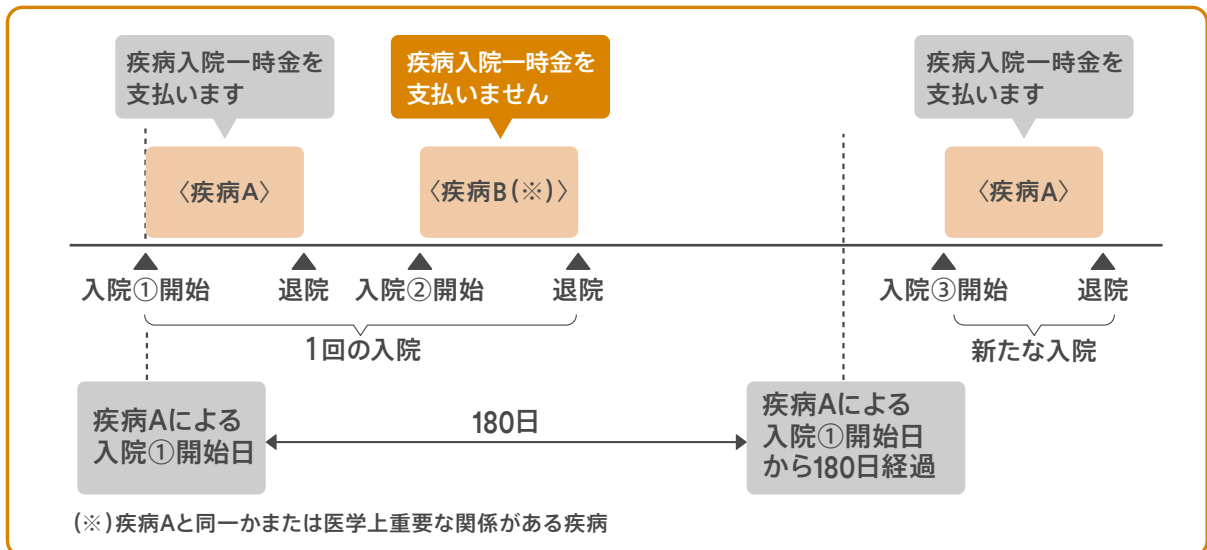 疾病入院一時金を
支払います
疾病入院一時金を
支払いません
疾病入院一時金を
支払います
〈疾病A〉
〈疾病B(※)〉
〈疾病A〉
入院①開始
退院
入院②開始
退院
入院③開始
退院
1回の入院
新たな入院
疾病Aによる
入院①開始日
180日
疾病Aによる
入院①開始日
から180日経過
(※)疾病Aと同一かまたは医学上重要な関係がある疾病